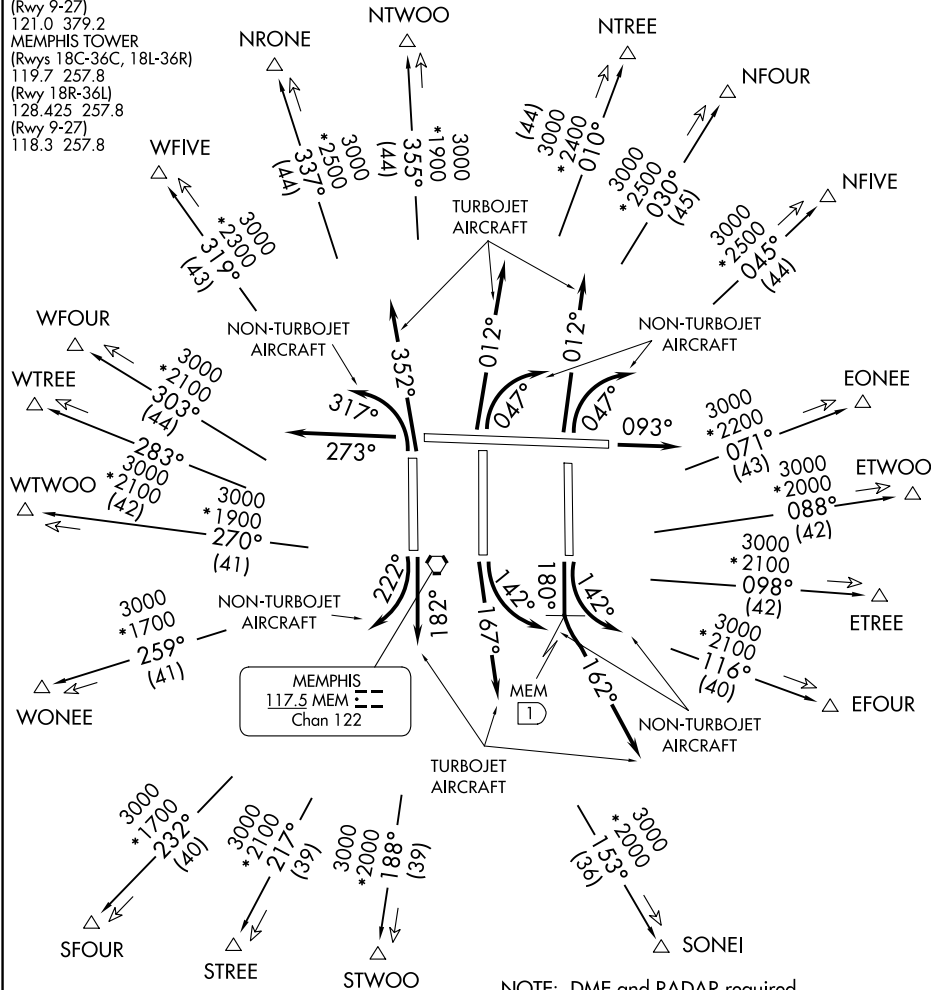 (Rwy 9-27)
121.0 379.2
MEMPHIS TOWER
(Rwys 18C-36C, 18L-36R)
119.7 257.8
(Rwy 18R-36L)
128.425 257.8
(Rwy 9-27)
118.3 257.8
NTWOO
NRONE
NTREE
NFOUR
WFIVE
NFIVE
3000
*2500
337°
(44)
3000
*1900
355°
(44)
(44)
3000
*2400
010°
3000
*2500
030°
(45)
3000
*2500
045°
(44)
3000
*2300
319°
(43)
TURBOJET
AIRCRAFT
NON-TURBOJET
AIRCRAFT
NON-TURBOJET
AIRCRAFT
WFOUR
3000
*2100
303°
(44)
WTREE
283°
3000
*2100
(42)
WTWOO
3000
*1900
270°
(41)
317°
273°
352°
012°
047°
012°
047°
093°
EONEE
3000
*2200
071°
(43)
ETWOO
3000
*2000
088°
(42)
3000
*2100
098°
(42)
ETREE
3000
*2100
116°
(40)
EFOUR
222°
182°
167°
142°
180°
142°
162°
NON-TURBOJET
AIRCRAFT
3000
*1700
259°
(41)
WONEE
MEMPHIS
117.5 MEM
Chan 122
MEM
1
NON-TURBOJET
AIRCRAFT
TURBOJET
AIRCRAFT
3000
*1700
232°
(40)
3000
*2100
217°
(39)
3000
*2000
188°
(39)
3000
*2000
153°
(36)
SFOUR
STREE
STWOO
SONEI
NOTE: DME and RADAR required